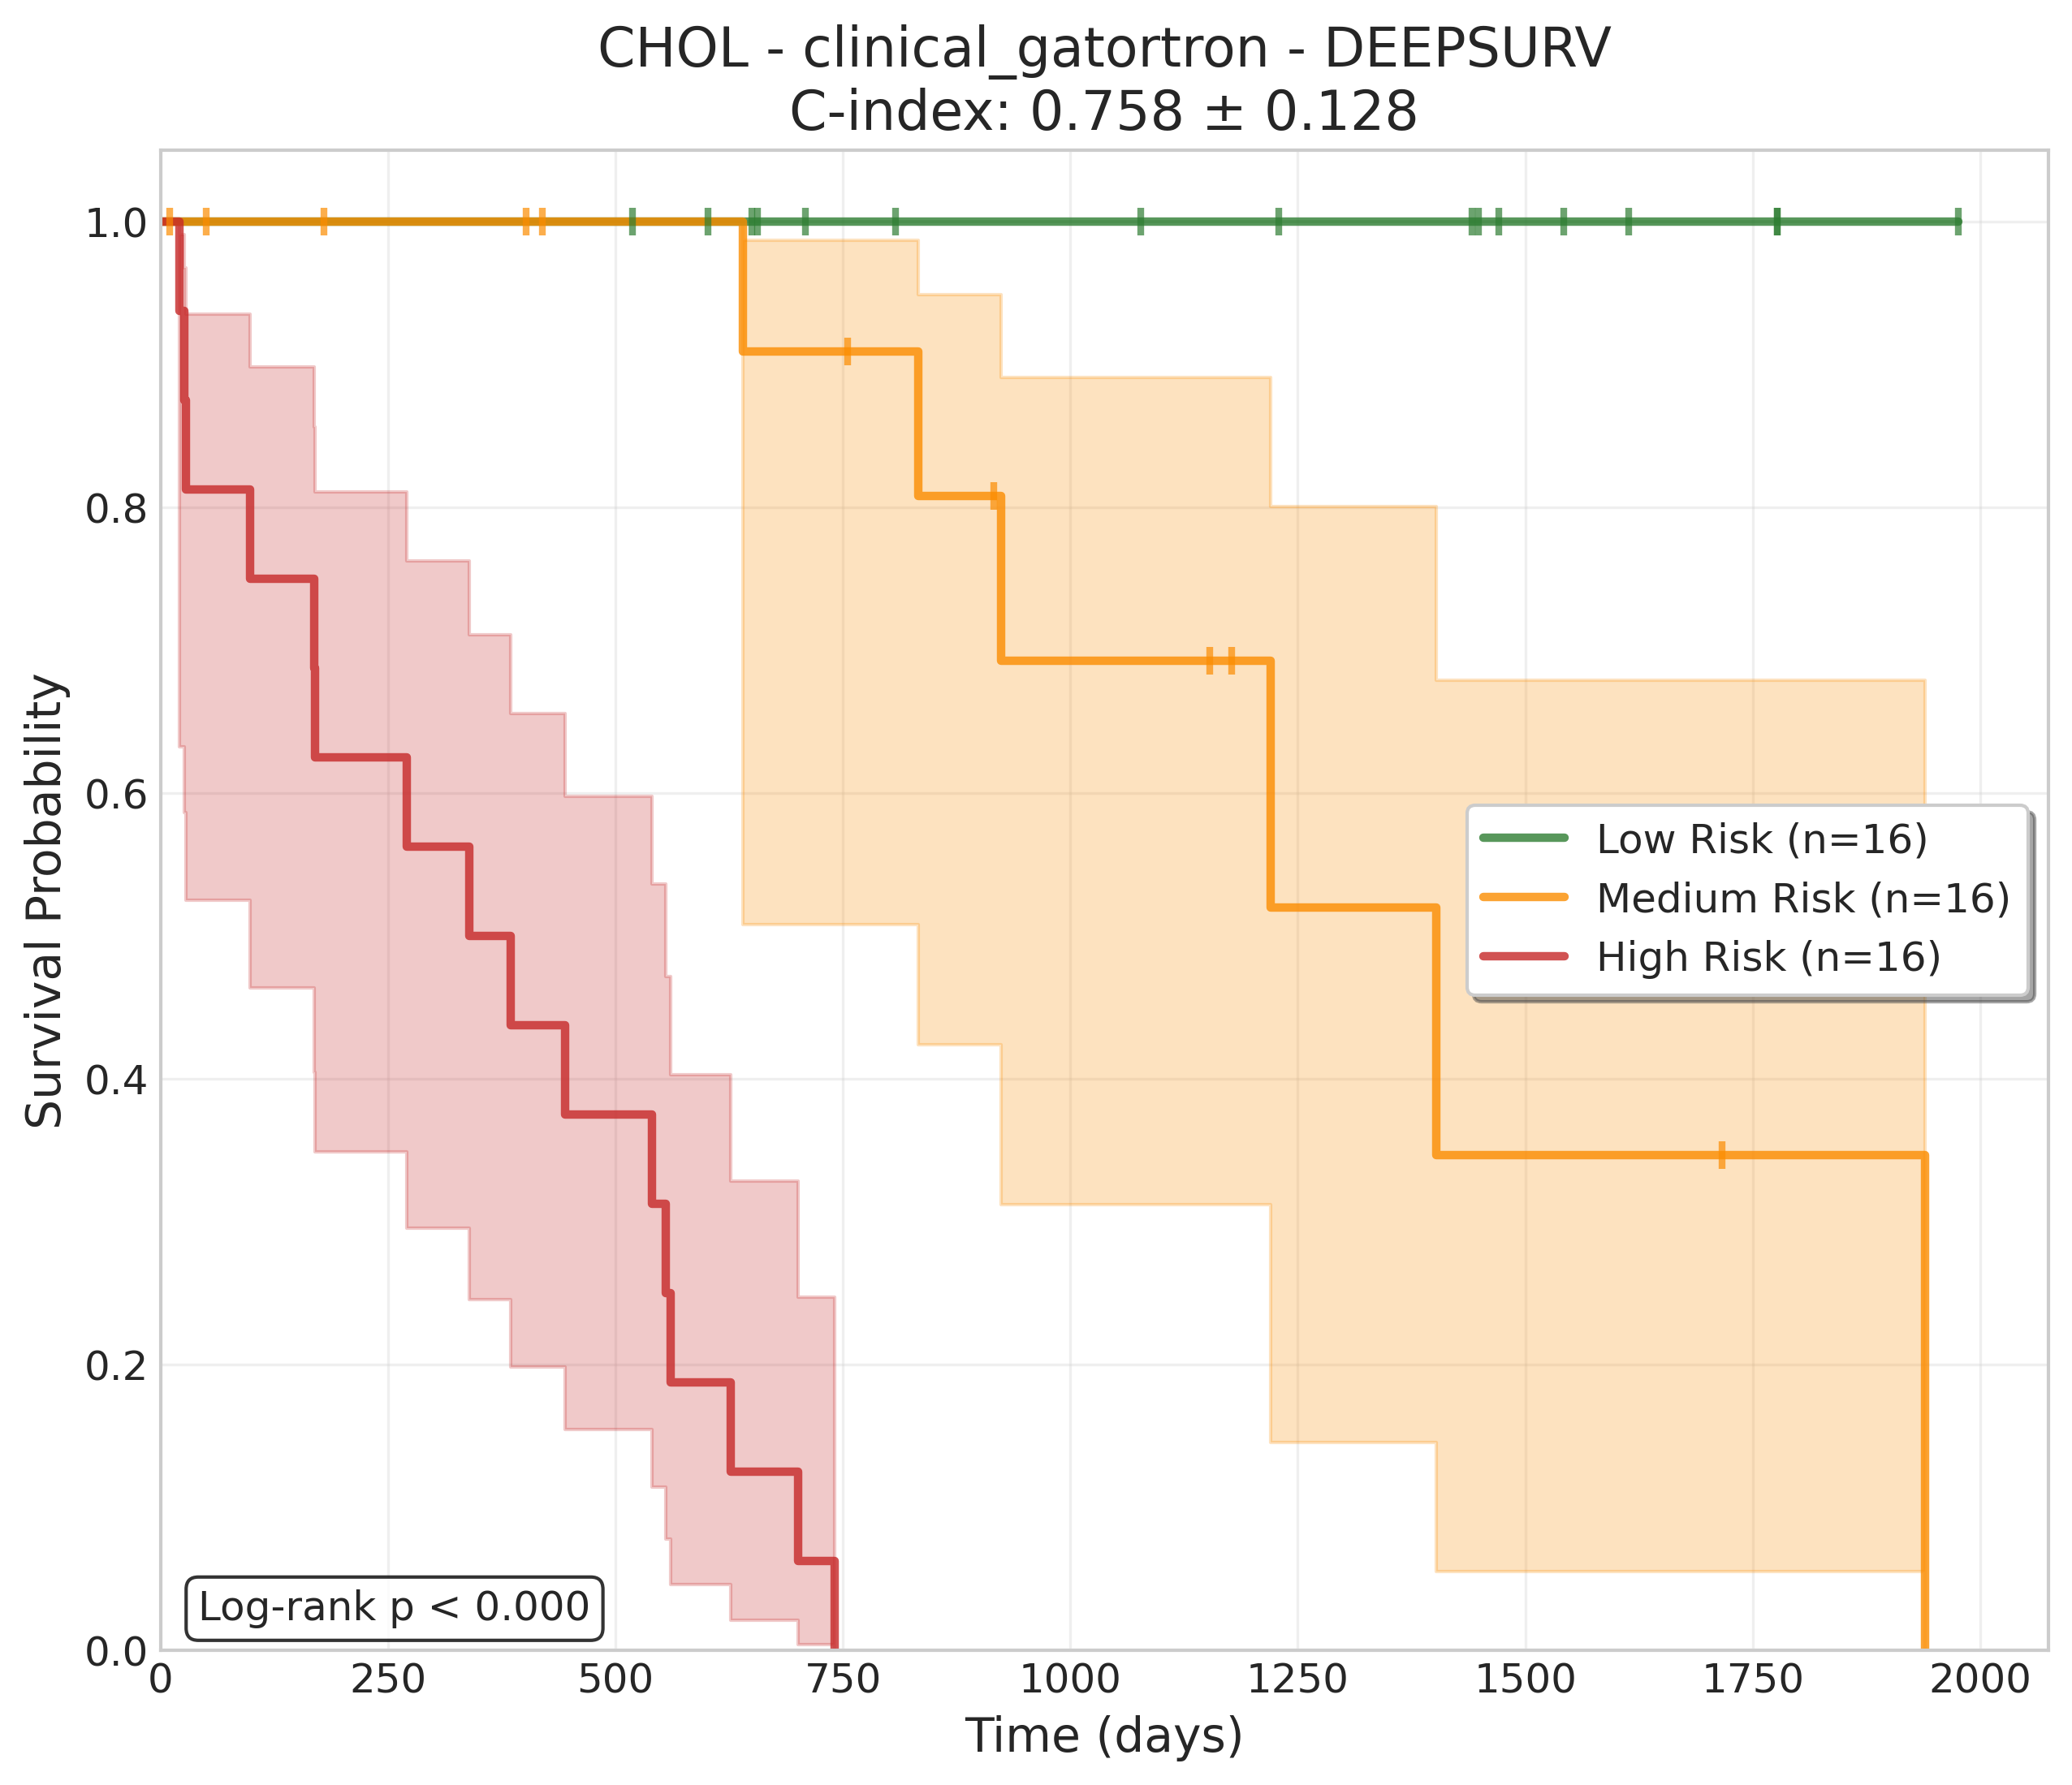 CHOL - clinical_gatortron - DEEPSURV
C-index: 0.758 ± 0.128
Survival Probability
1.0
0.8
0.6
0.4
0.2
0.0
Low Risk (n=16)
Medium Risk (n=16)
High Risk (n=16)
Log-rank p < 0.000
0 250 500 750 1000 1250 1500 1750 2000
Time (days)